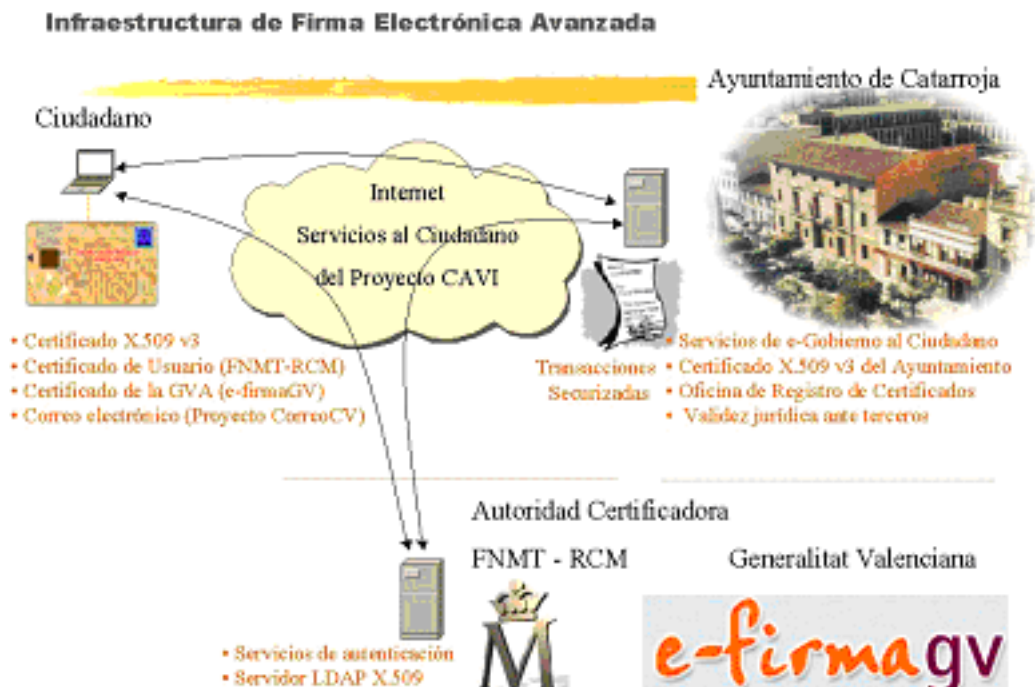 Infraestructura de Firma Electrónica Avanzada
Ayuntamiento de Catarroja
Ciudadano
Internet
Servicios al Ciudadano
del Proyecto CAVI
• Certificado X.509 v3
• Certificado de Usuario (FNMT-RCM)
• Certificado de la GVA (e-firmaGV)
• Correo electrónico (Proyecto CorreoCV)
Transacciones
Securizadas
• Servicios de e-Gobierno al Ciudadano
• Certificado X.509 v3 del Ayuntamiento
• Oficina de Registro de Certificados
• Validez jurídica ante terceros
Autoridad Certificadora
FNMT - RCM
Generalitat Valenciana
• Servicios de autenticación
• Servidor LDAP X.509
M
e-firmagv